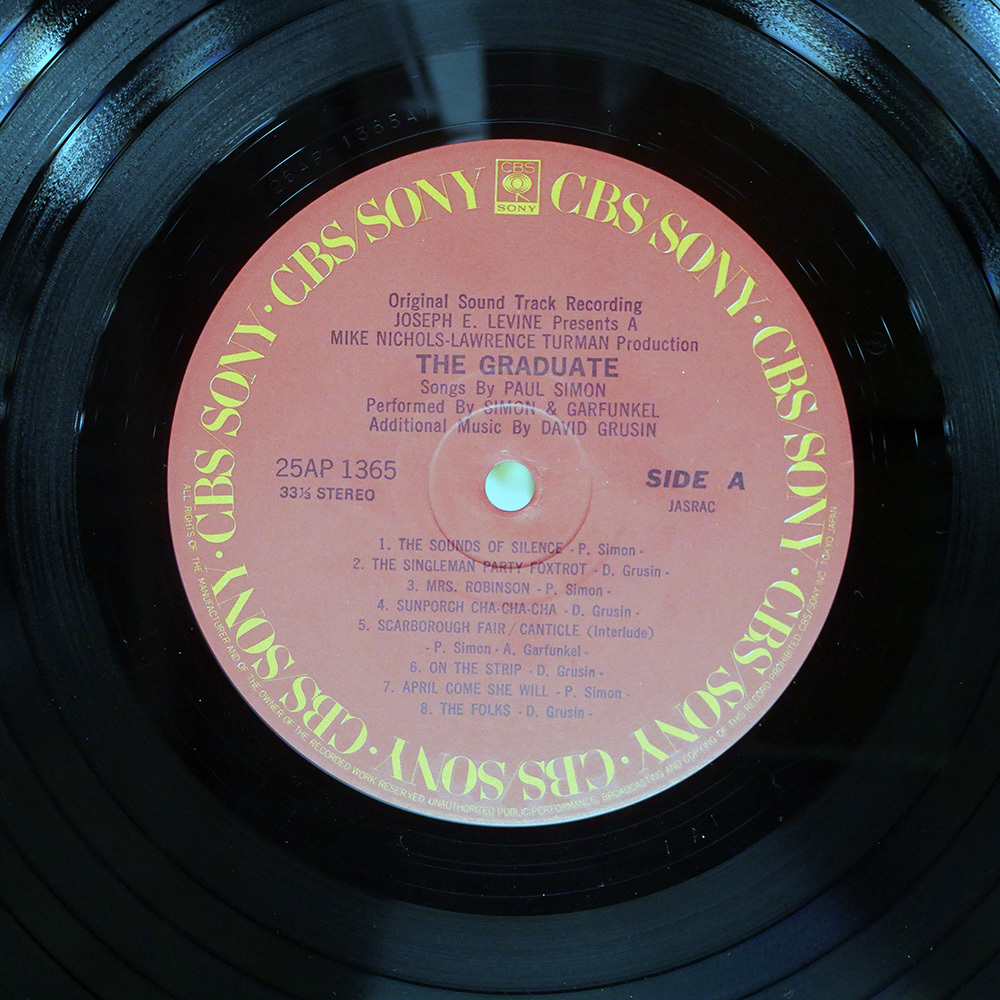 CBS
SONY
CBS/SONY · CBS/SONY · CBS/SONY · CBS/SONY · CBS/SONY · CBS/SONY · CBS/SONY · CBS/SONY
Original Sound Track Recording
JOSEPH E. LEVINE Presents A
MIKE NICHOLS-LAWRENCE TURMAN Production
THE GRADUATE
Songs By PAUL SIMON
Performed By SIMON & GARFUNKEL
Additional Music By DAVID GRUSIN
25AP 1365
33⅓ STEREO
SIDE A
JASRAC
1. THE SOUNDS OF SILENCE - P. Simon -
2. THE SINGLEMAN PARTY FOXTROT - D. Grusin -
3. MRS. ROBINSON - P. Simon -
4. SUNPORCH CHA-CHA-CHA - D. Grusin -
5. SCARBOROUGH FAIR / CANTICLE (Interlude)
- P. Simon - A. Garfunkel -
6. ON THE STRIP - D. Grusin -
7. APRIL COME SHE WILL - P. Simon -
8. THE FOLKS - D. Grusin -
ALL RIGHTS OF THE MANUFACTURER AND OF THE OWNER OF THE RECORDED WORK RESERVED. UNAUTHORIZED PUBLIC PERFORMANCE, BROADCASTING AND COPYING OF THIS RECORD PROHIBITED. CBS/SONY INC. TOKYO JAPAN